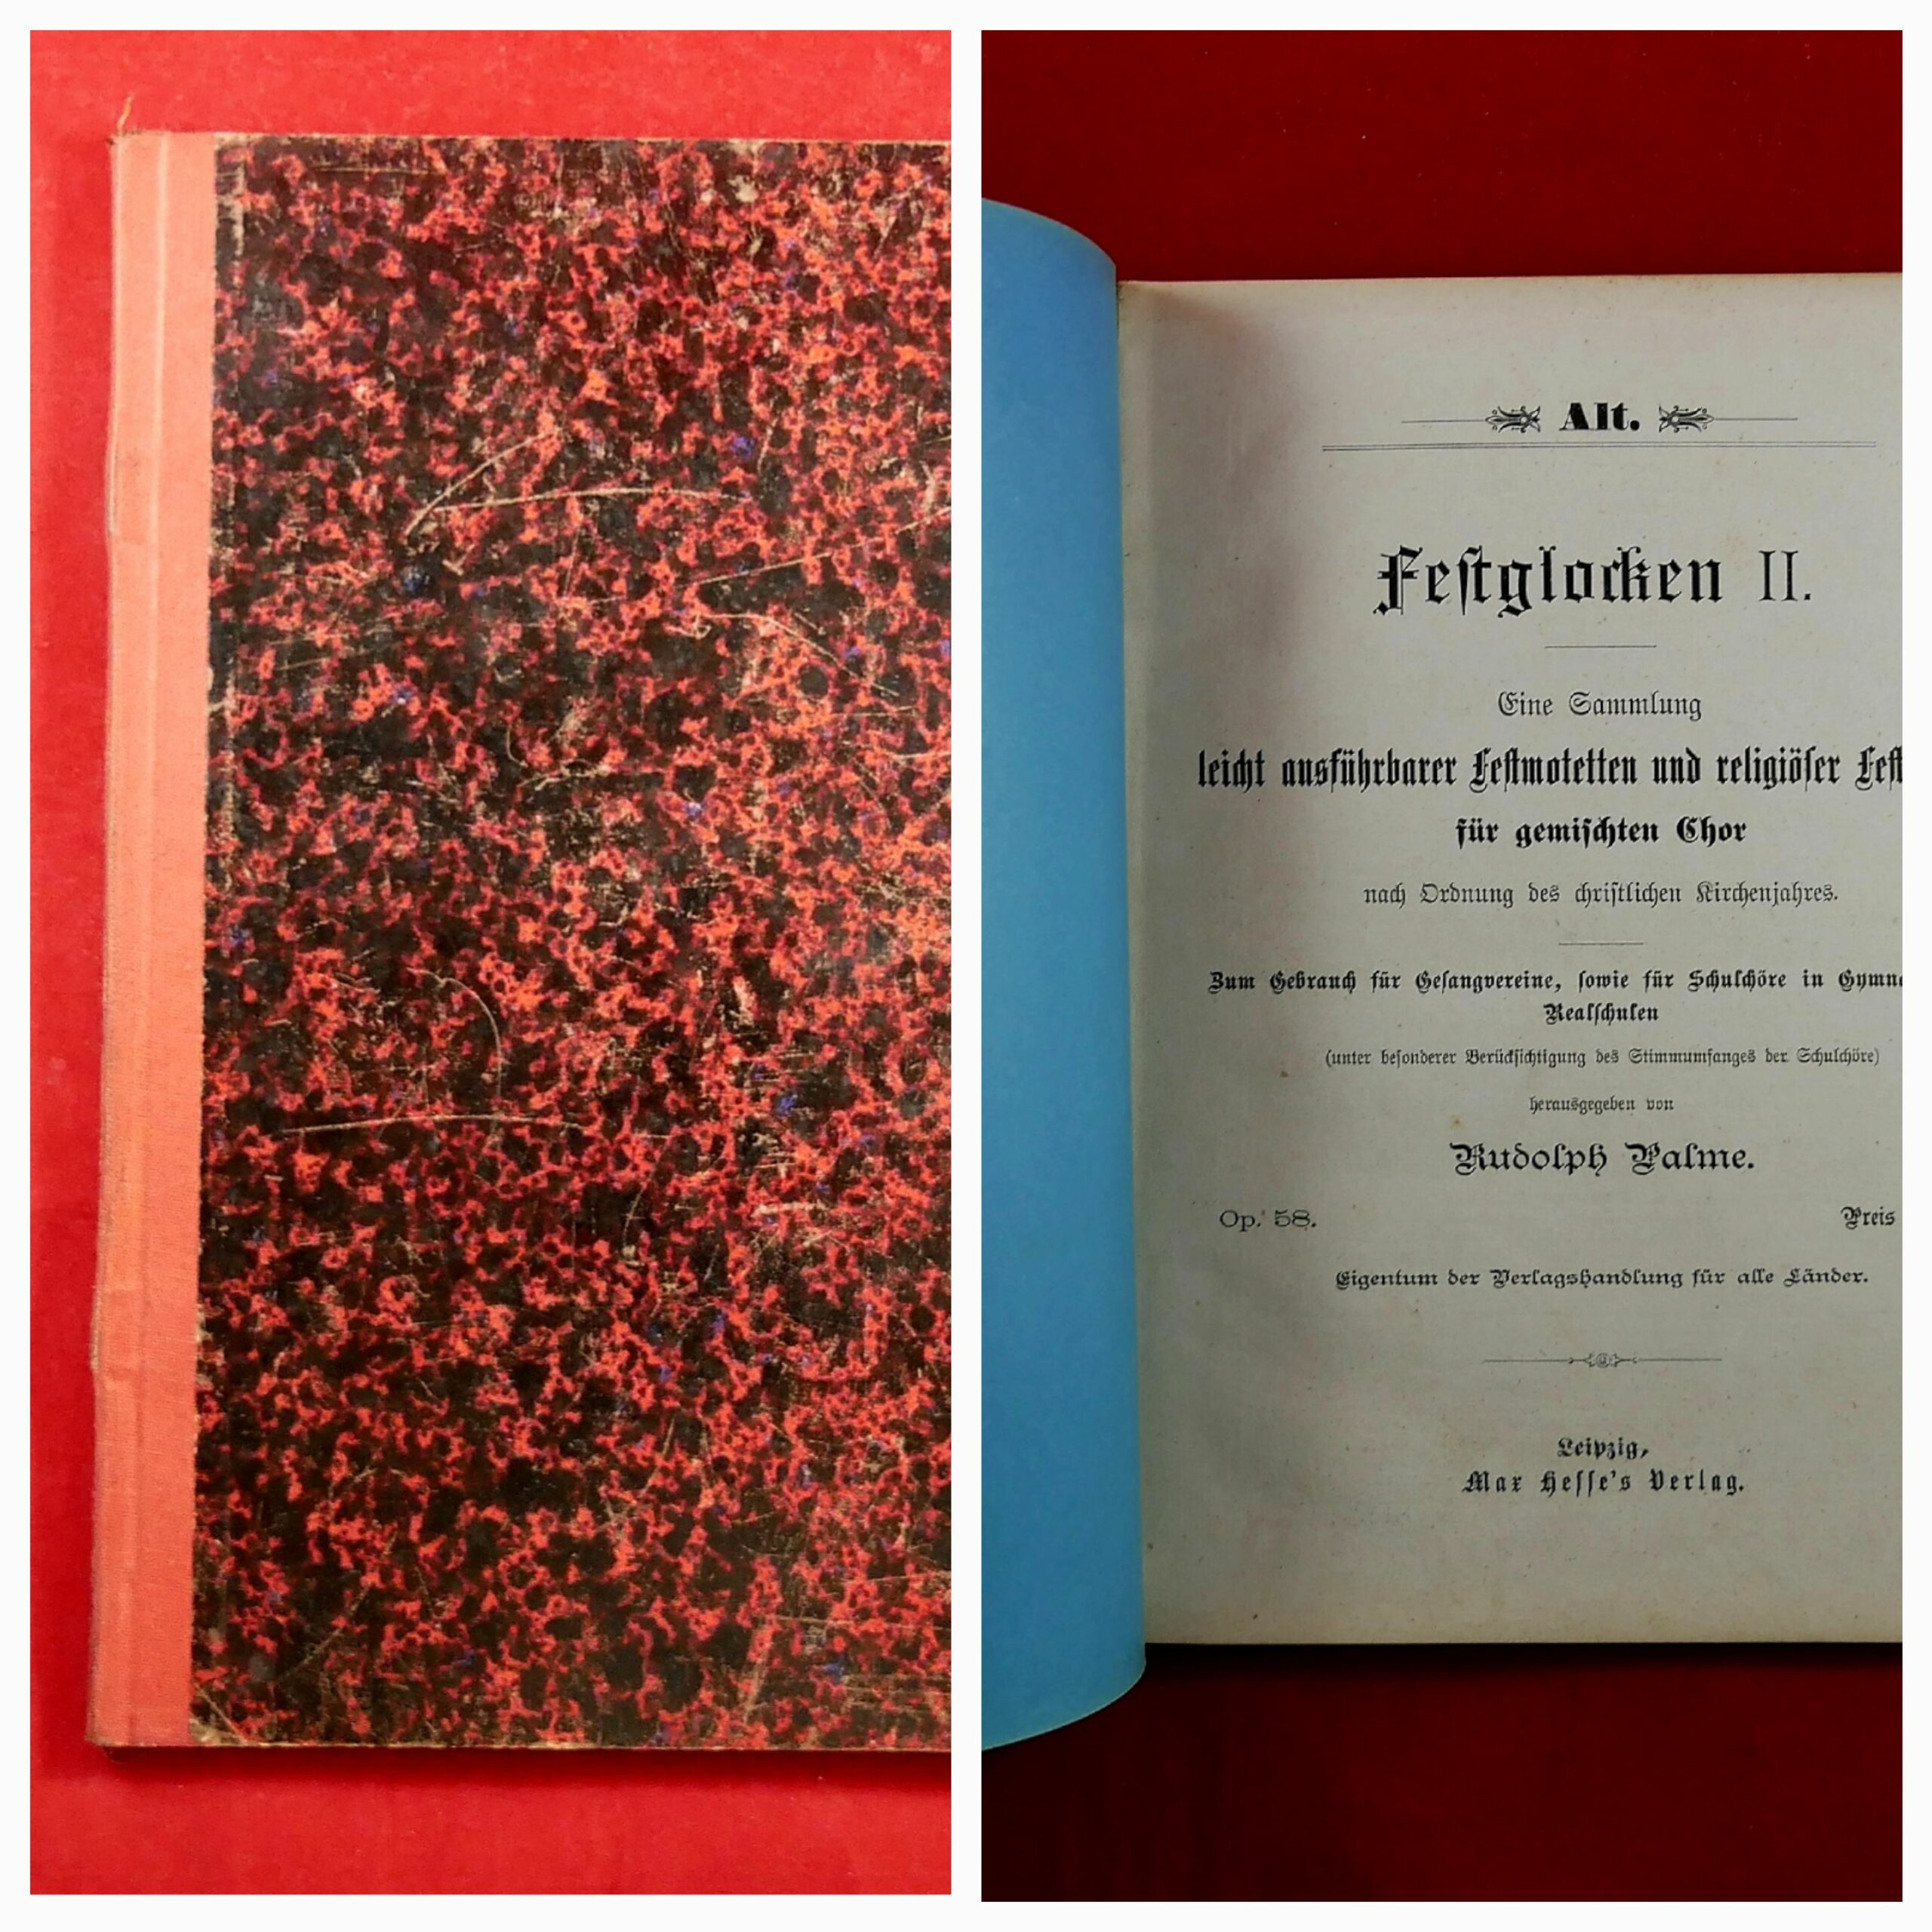 Alt.
Feſtglocken II.
Eine Sammlung
leicht ausführbarer Feſtmotetten und religiöſer Feſt
für gemiſchten Chor
nach Ordnung des chriſtlichen Kirchenjahres.
Zum Gebrauch für Geſangvereine, ſowie für Schulchöre in Gymna
Realſchulen
(unter beſonderer Berückſichtigung des Stimmumfanges der Schulchöre)
herausgegeben von
Rudolph Palme.
Op. 58.
Preis
Eigentum der Verlagshandlung für alle Länder.
Leipzig,
Max Heſſe's Verlag.